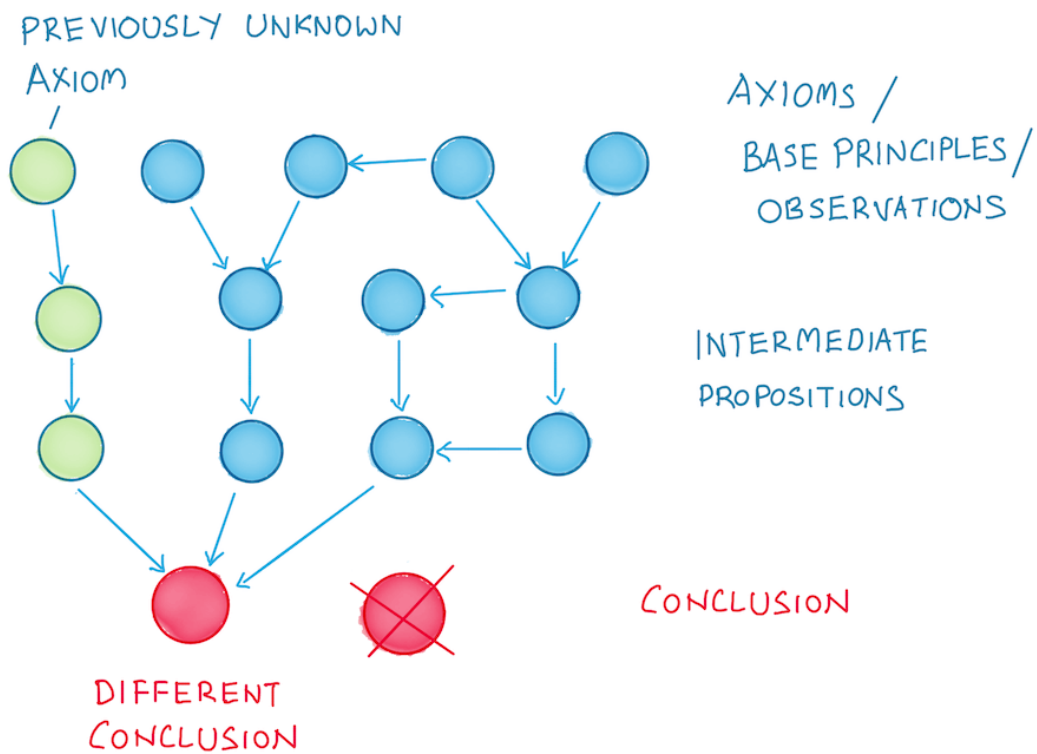 PREVIOUSLY UNKNOWN
AXIOM
AXIOMS /
BASE PRINCIPLES /
OBSERVATIONS
INTERMEDIATE
PROPOSITIONS
CONCLUSION
DIFFERENT
CONCLUSION